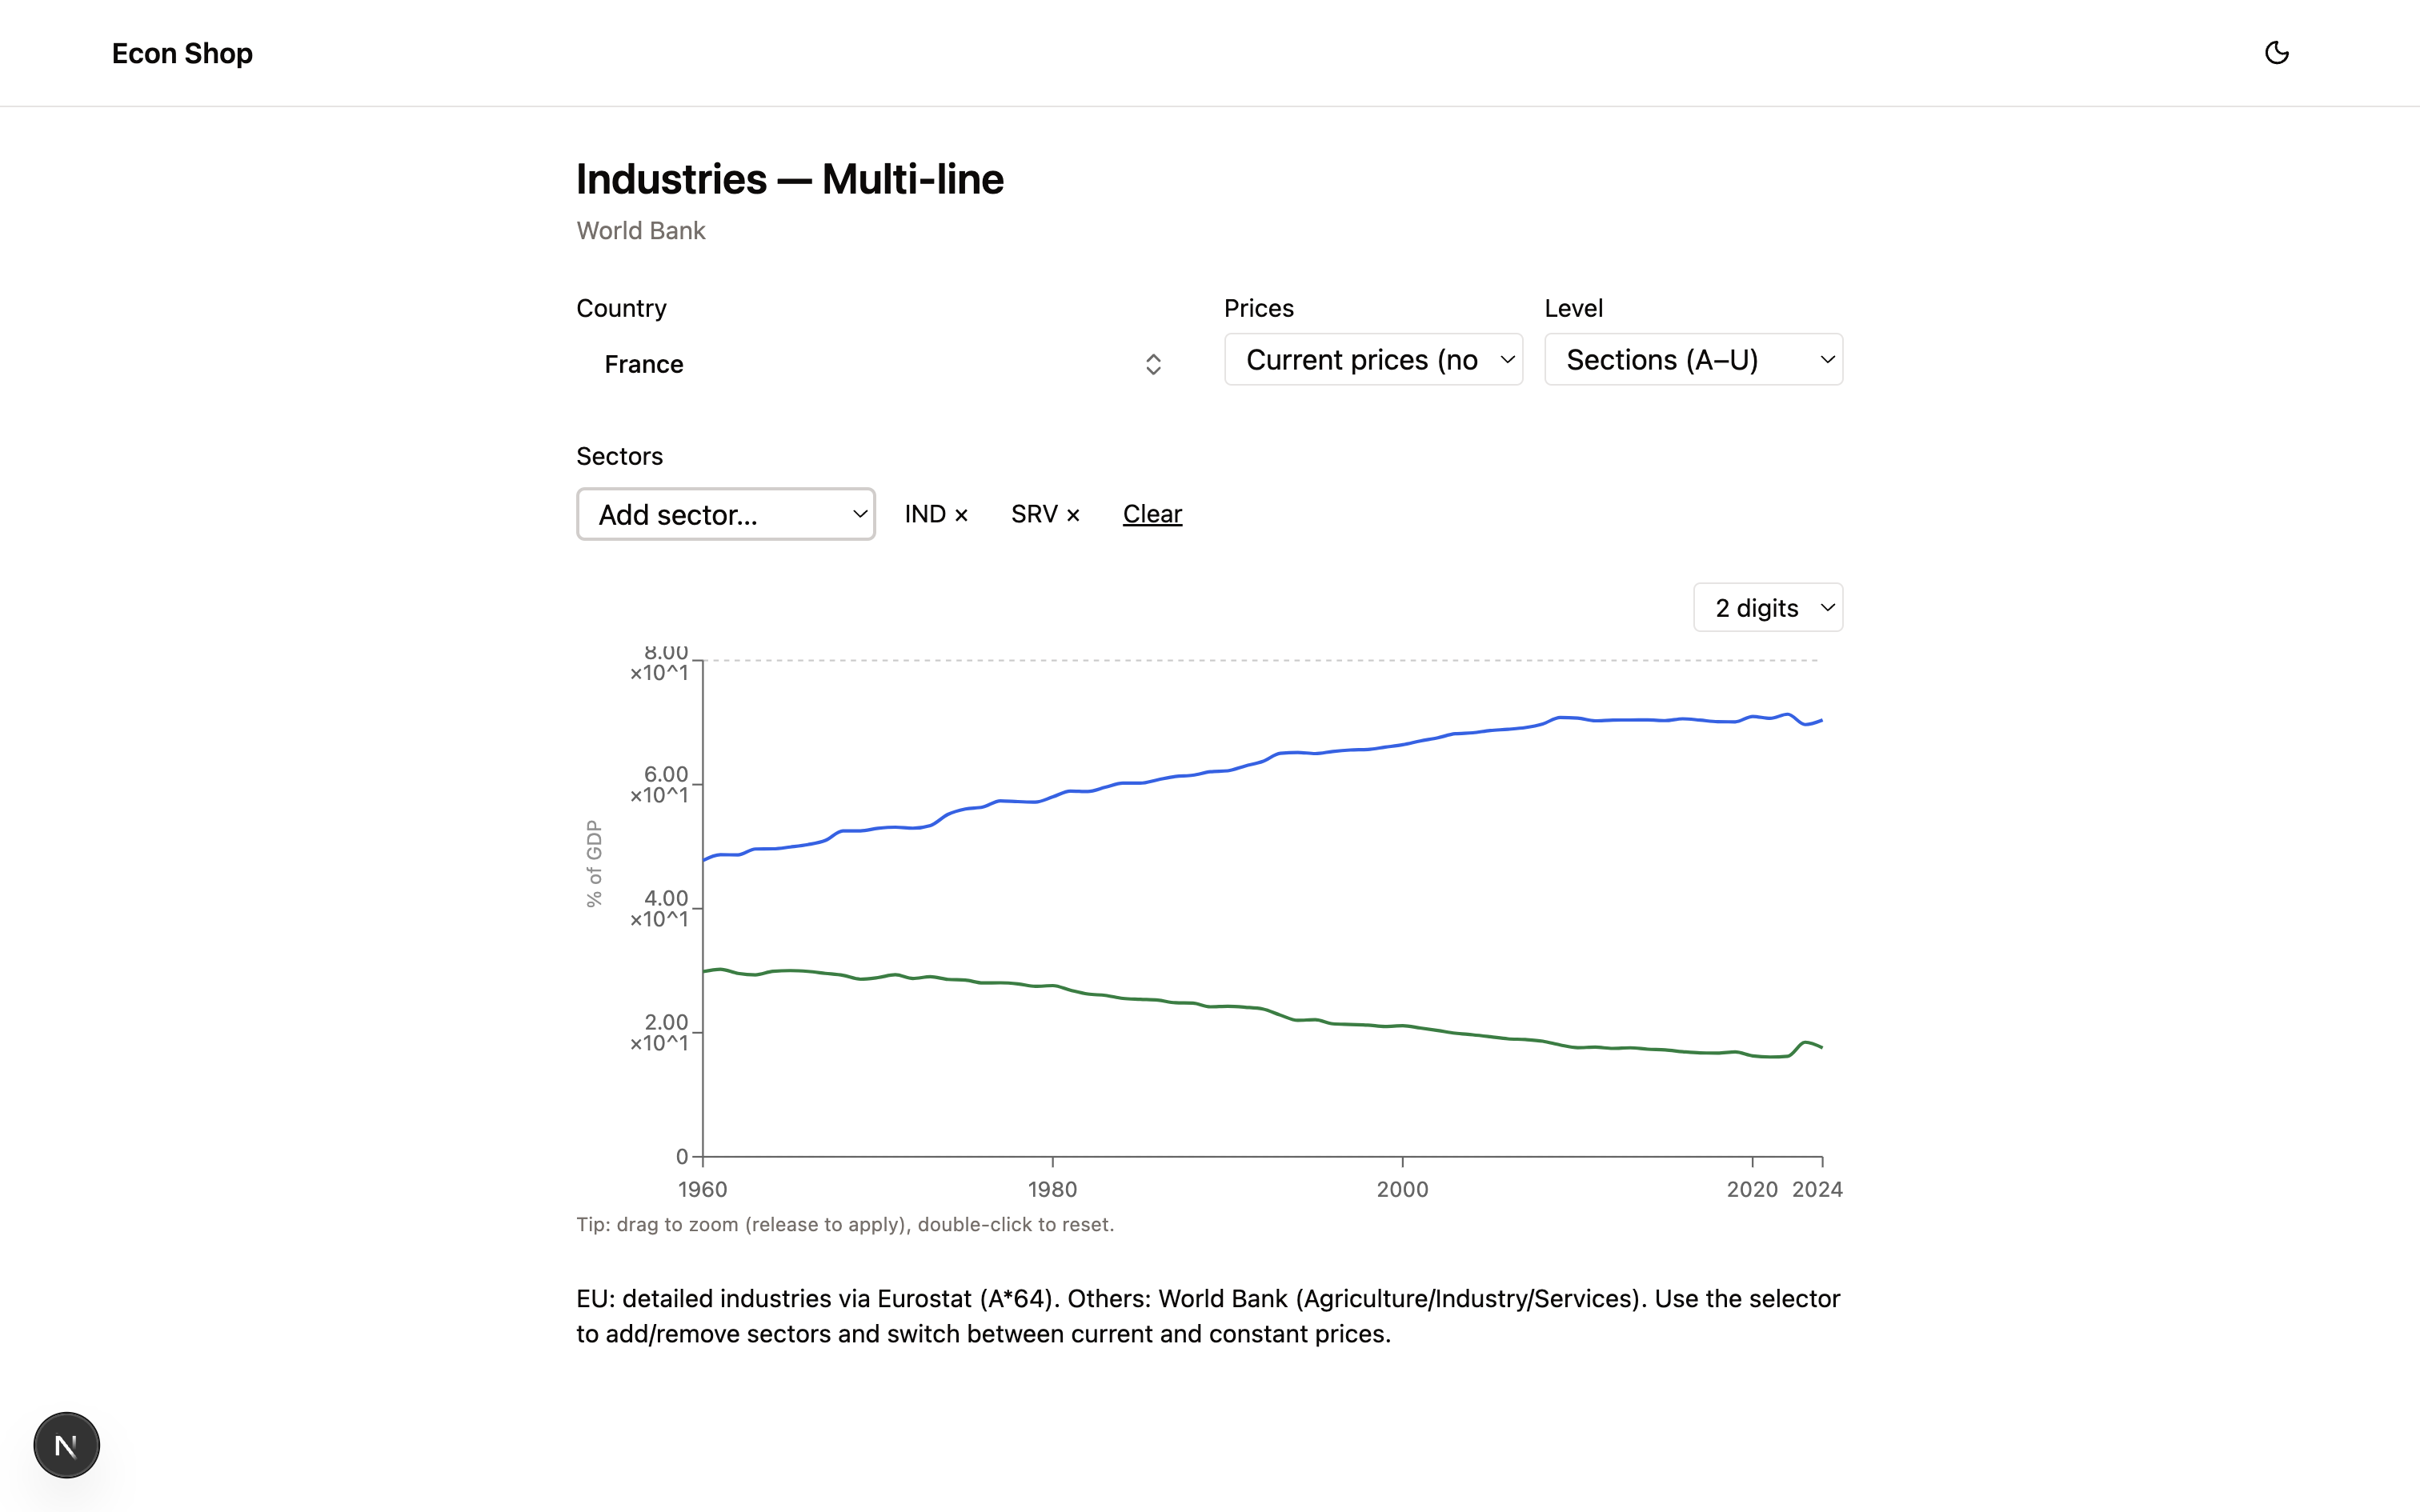 Econ Shop
Industries — Multi-line
World Bank
Country
Prices
Level
France
Current prices (no
Sections (A–U)
Sectors
Add sector...
IND ×
SRV ×
Clear
2 digits
8.00
×10^1
6.00
×10^1
% of GDP
4.00
×10^1
2.00
×10^1
0
1960
1980
2000
2020
2024
Tip: drag to zoom (release to apply), double-click to reset.
EU: detailed industries via Eurostat (A*64). Others: World Bank (Agriculture/Industry/Services). Use the selector
to add/remove sectors and switch between current and constant prices.
N